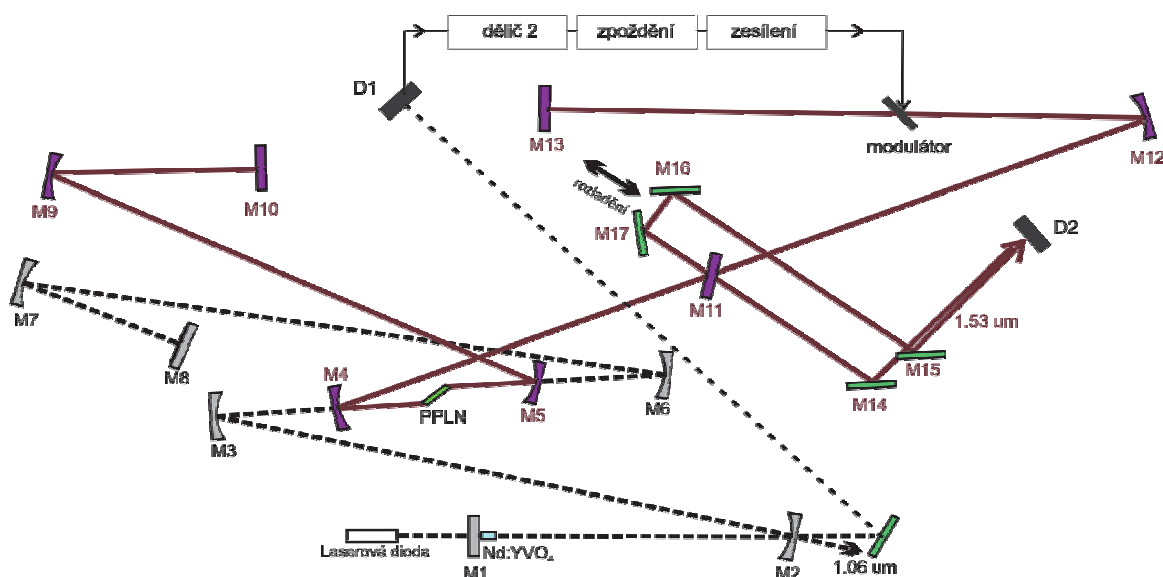 dělič 2
zpoždění
zesílení
D1
M13
modulátor
M12
M16
rozladění
M9
M10
M17
D2
M11
1.53 um
M7
M8
M4
M5
M6
M15
PPLN
M14
M3
Laserová dioda
M1
Nd:YVO₄
M2
1.06 um